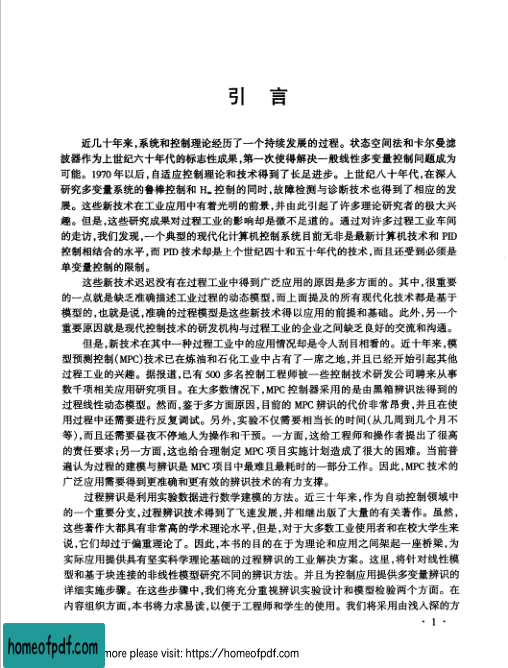 引 言
近几十年来,系统和控制理论经历了一个持续发展的过程。状态空间法和卡尔曼滤
波器作为上世纪六十年代的标志性成果,第一次使得解决一般线性多变量控制问题成为
可能。1970年以后,自适应控制理论和技术得到了长足进步。上世纪八十年代,在深入
研究多变量系统的鲁棒控制和 H∞ 控制的同时,故障检测与诊断技术也得到了相应的发
展。这些新技术在工业应用中有着光明的前景,并由此引起了许多理论研究者的极大兴
趣。但是,这些研究成果对过程工业的影响却是微不足道的。通过对许多过程工业车间
的走访,我们发现,一个典型的现代化计算机控制系统目前无非是最新计算机技术和 PID
控制相结合的水平,而 PID 技术却是上个世纪四十和五十年代的技术,而且还受到必须是
单变量控制的限制。
这些新技术迟迟没有在过程工业中得到广泛应用的原因是多方面的。其中,很重要
的一点就是缺乏准确描述工业过程的动态模型,而上面提及的所有现代化技术都是基于
模型的,也就是说,准确的过程模型是这些新技术得以应用的前提和基础。此外,另一个
重要原因就是现代控制技术的研发机构与过程工业的企业之间缺乏良好的交流和沟通。
但是,新技术在其中一种过程工业中的应用情况却是令人刮目相看的。近十年来,模
型预测控制(MPC)技术已在炼油和石化工业中占有了一席之地,并且已经开始引起其他
过程工业的兴趣。据报道,已有 500 多名控制工程师被一些控制技术研发公司聘来从事
数千项相关应用研究项目。在大多数情况下,MPC 控制器采用的是由黑箱辨识法得到的
过程线性动态模型。然而,鉴于多方面原因,目前的 MPC 辨识的代价非常昂贵,并且在使
用过程中还需要进行反复调试。另外,实验不仅需要相当长的时间(从几周到几个月不
等),而且还需要昼夜不停地人为操作和干预。一方面,这给工程师和操作者提出了很高
的责任要求;另一方面,这也给合理制定 MPC 项目实施计划造成了很大的困难。当前普
遍认为过程的建模与辨识是 MPC 项目中最难且最耗时的一部分工作。因此,MPC 技术的
广泛应用需要得到更准确和更有效的辨识技术的有力支撑。
过程辨识是利用实验数据进行数学建模的方法。近三十年来,作为自动控制领域中
的一个重要分支,过程辨识技术得到了飞速发展,并相继出版了大量的有关著作。虽然,
这些著作大都具有非常高的学术理论水平,但是,对于大多数工业使用者和在校大学生来
说,它们却过于偏重理论了。因此,本书的目的在于为理论和应用之间架起一座桥梁,为
实际应用提供具有坚实科学理论基础的过程辨识的工业解决方案。这里,将针对线性模
型和基于块连接的非线性模型研究不同的辨识方法。并且为控制应用提供多变量辨识的
详细实施步骤。在这些步骤中,我们将充分重视辨识实验设计和模型检验两个方面。在
内容组织方面,本书将力求易读,以便于工程师和学生的使用。我们将采用由浅入深的方
· 1 ·
homeofpdf.com
more please visit: https://homeofpdf.com